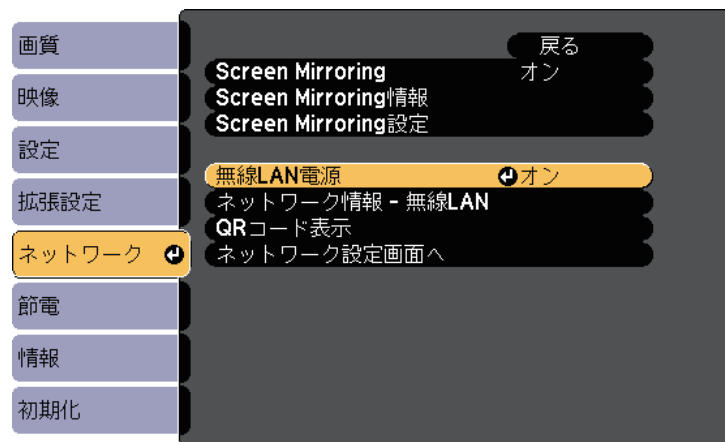 画質
映像
設定
拡張設定
ネットワーク
節電
情報
初期化
戻る
Screen Mirroring オン
Screen Mirroring情報
Screen Mirroring設定
無線LAN電源 オン
ネットワーク情報 - 無線LAN
QRコード表示
ネットワーク設定画面へ